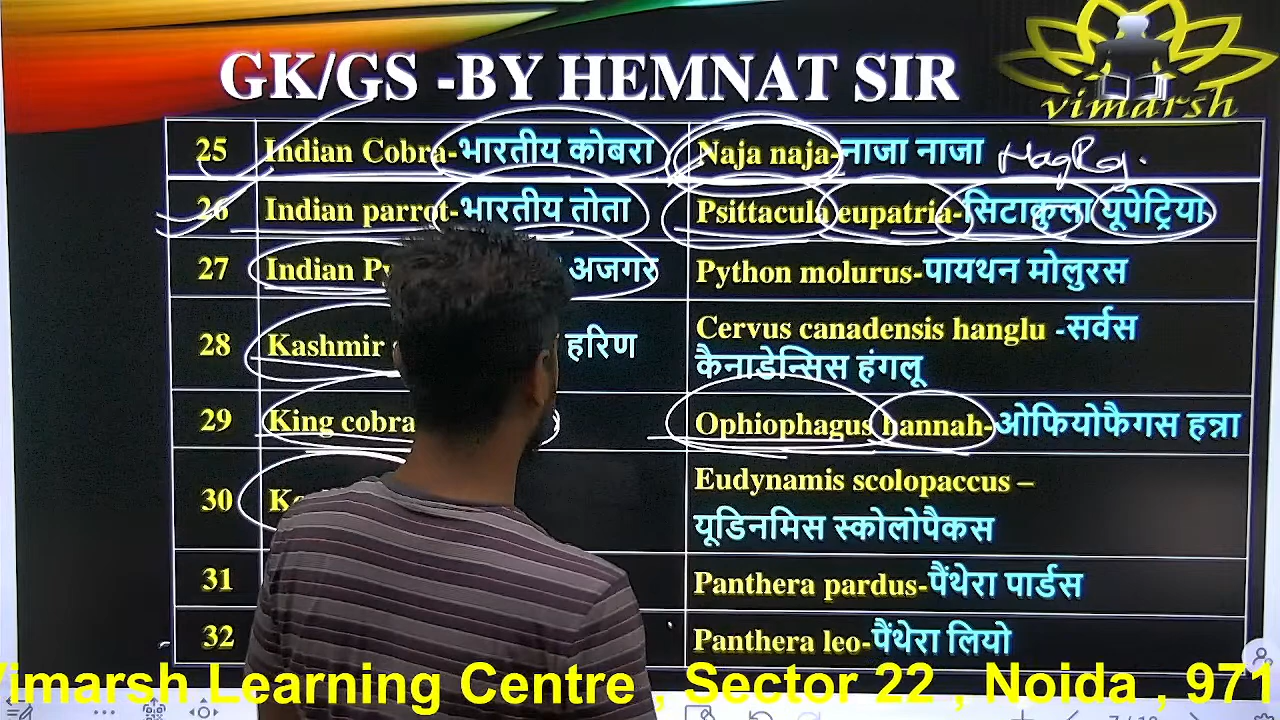 GK/GS -BY HEMNAT SIR
vimarsh
25 Indian Cobra-भारतीय कोबरा Naja naja-नाजा नाजा
26 Indian parrot-भारतीय तोता Psittacula eupatria-सिटाकुला यूपेट्रिया
27 Indian अजगर Python molurus-पायथन मोलुरस
28 Kashmir हरिण Cervus canadensis hanglu -सर्वस
कैनाडेन्सिस हंगलू
29 King cobra Ophiophagus hannah-ओफियोफैगस हन्ना
30 Eudynamis scolopaccus –
यूडिनमिस स्कोलोपैकस
31 Panthera pardus-पैंथेरा पार्डस
32 Panthera leo-पैंथेरा लियो
Vimarsh Learning Centre , Sector 22 , Noida , 971